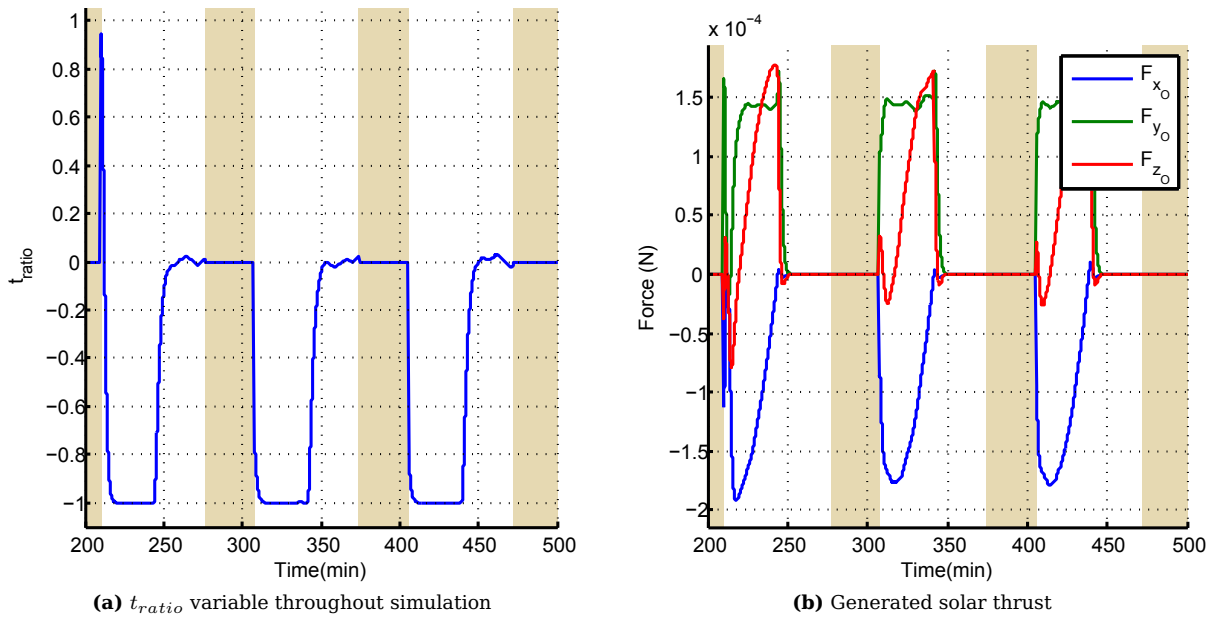 1
0.8
0.6
0.4
0.2
0
−0.2
−0.4
−0.6
−0.8
−1
t_ratio
200 250 300 350 400 450 500
Time(min)
(a) t_ratio variable throughout simulation
x 10^−4
1.5
1
0.5
0
−0.5
−1
−1.5
−2
Force (N)
F_x_O
F_y_O
F_z_O
200 250 300 350 400 450 500
Time(min)
(b) Generated solar thrust